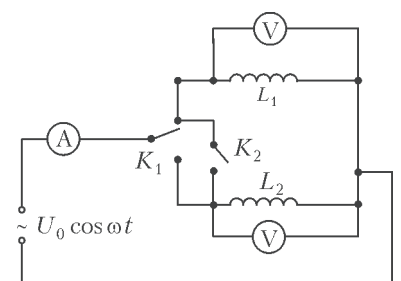 V
L₁
A
K₁
K₂
L₂
~ U₀ cos ωt
V